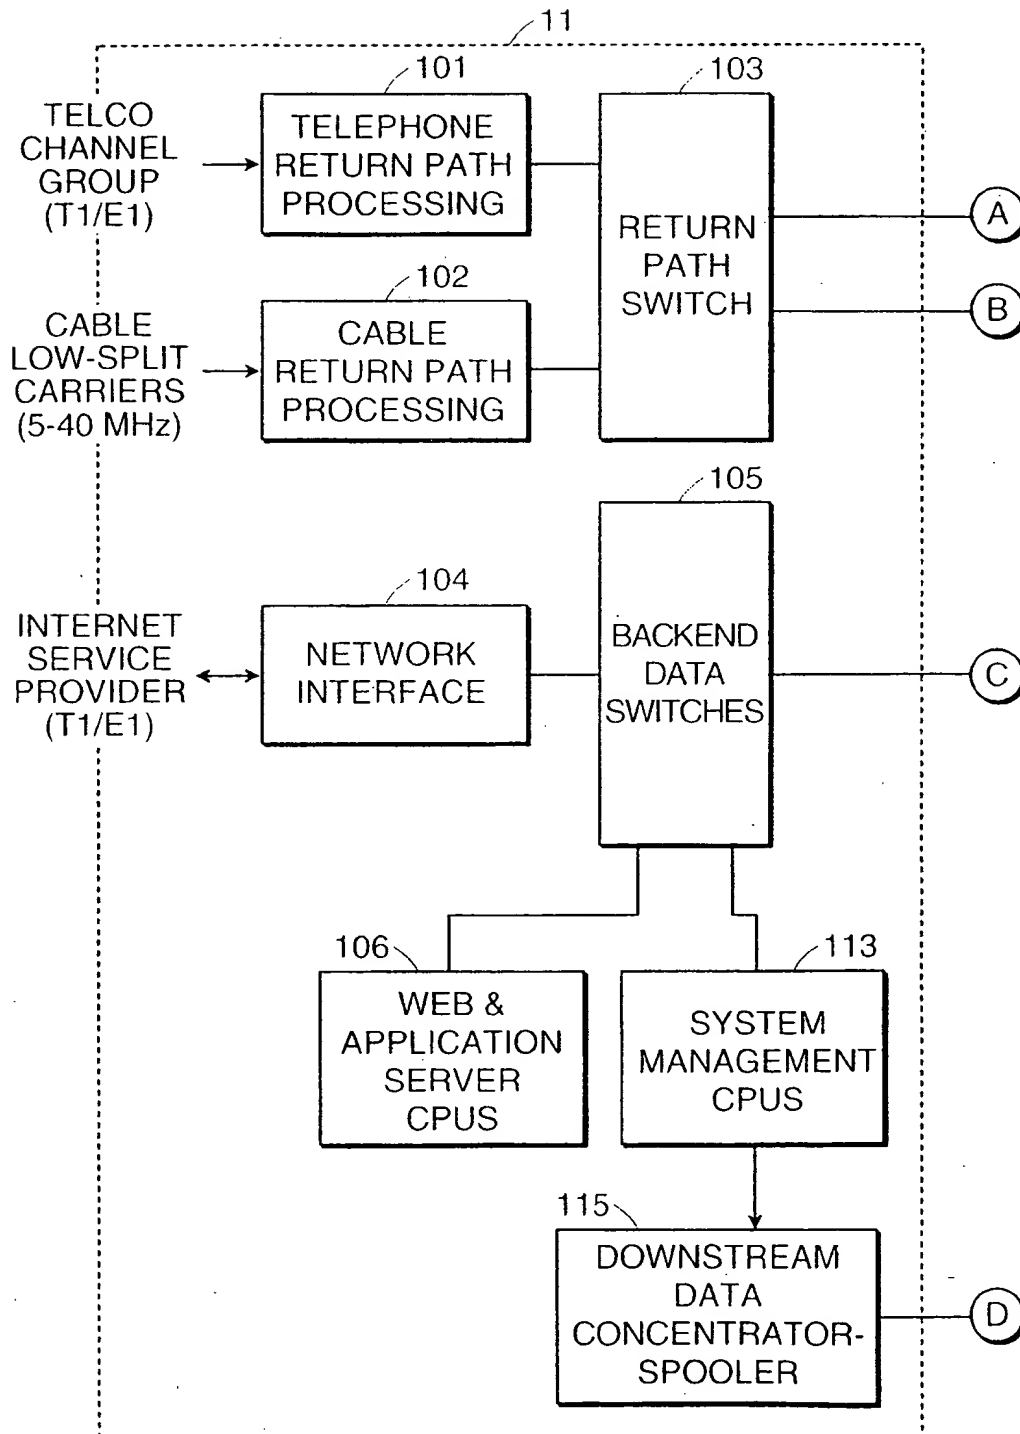 11
101
103
TELCO
CHANNEL
GROUP
(T1/E1)
TELEPHONE
RETURN PATH
PROCESSING
RETURN
PATH
SWITCH
A
B
102
CABLE
LOW-SPLIT
CARRIERS
(5-40 MHz)
CABLE
RETURN PATH
PROCESSING
105
104
INTERNET
SERVICE
PROVIDER
(T1/E1)
NETWORK
INTERFACE
BACKEND
DATA
SWITCHES
C
106
113
WEB &
APPLICATION
SERVER
CPUS
SYSTEM
MANAGEMENT
CPUS
115
DOWNSTREAM
DATA
CONCENTRATOR-
SPOOLER
D